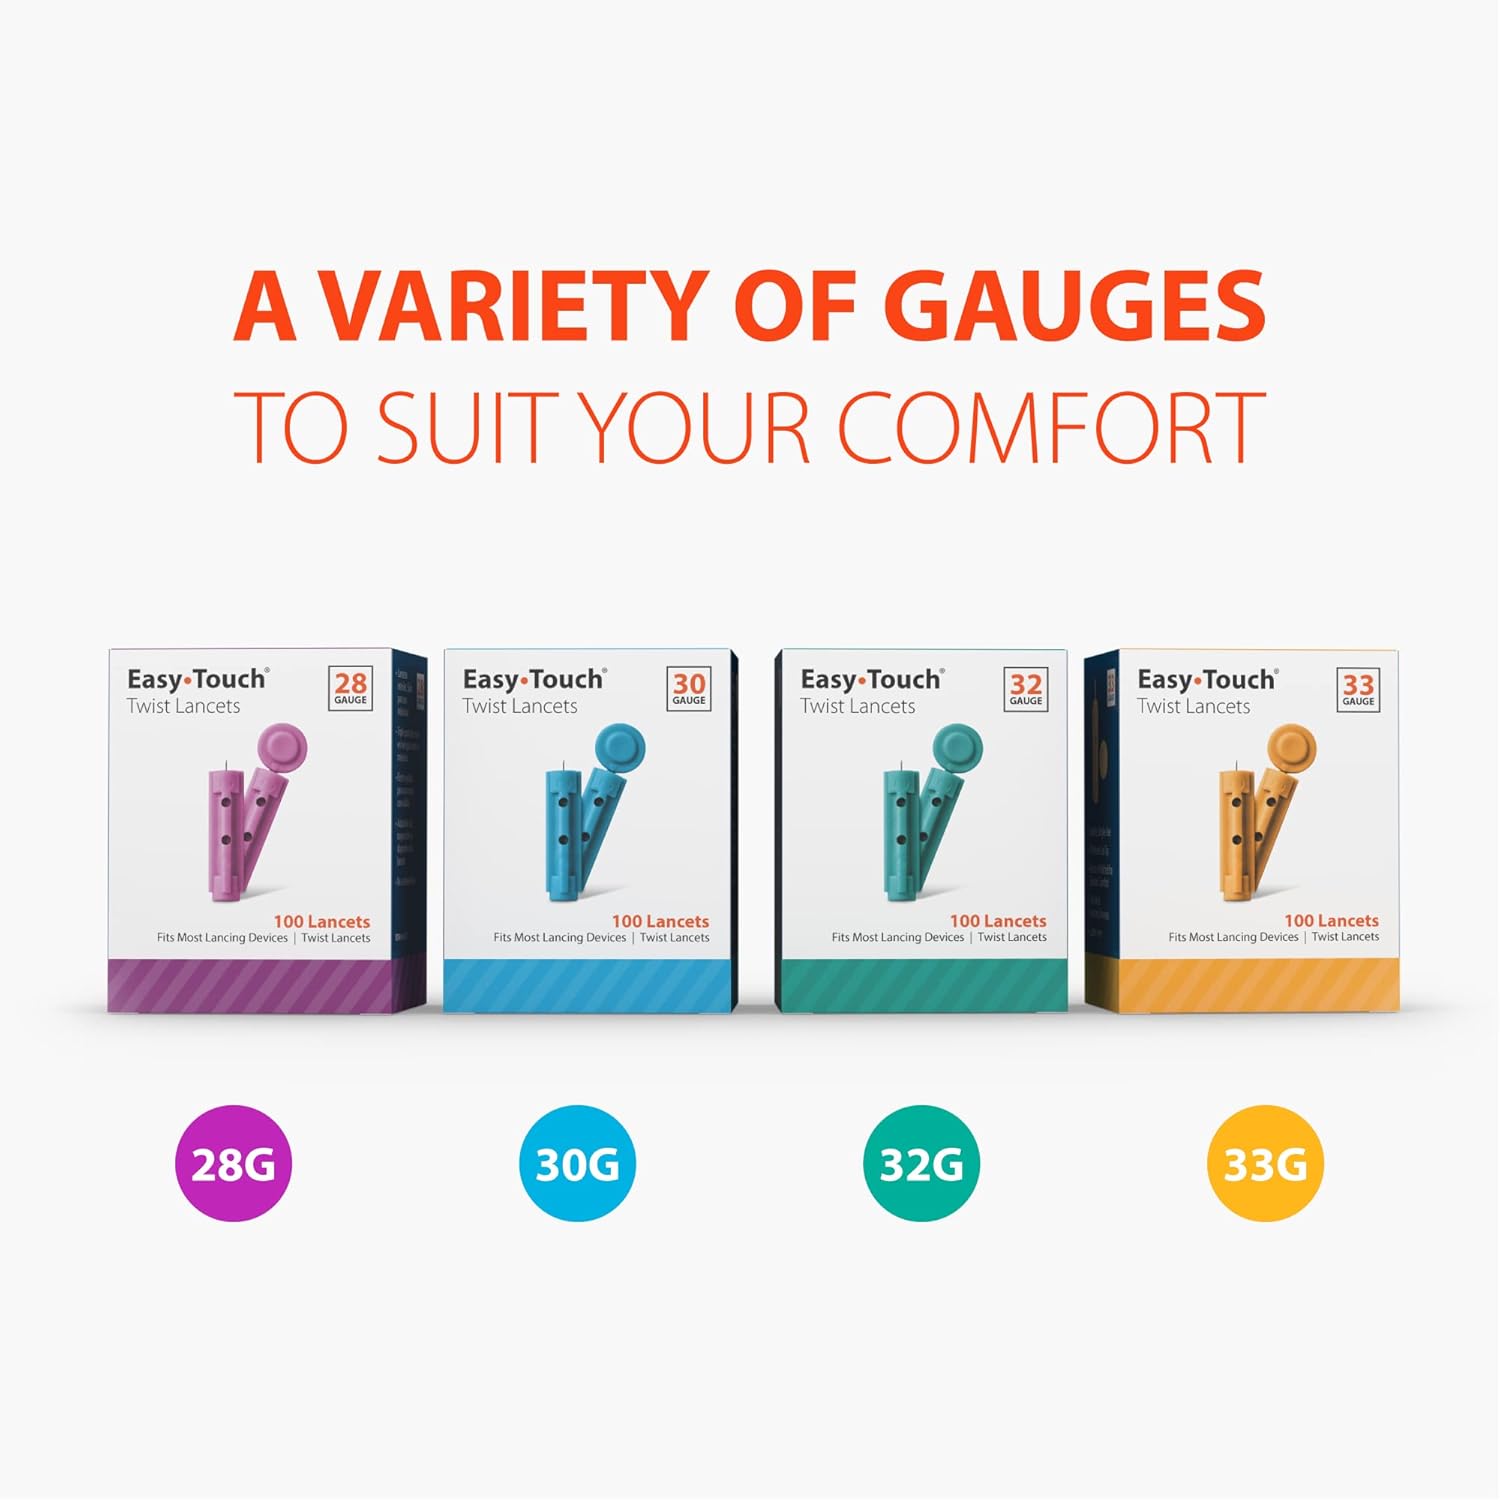 A VARIETY OF GAUGES
TO SUIT YOUR COMFORT
Easy•Touch®
Twist Lancets
28
GAUGE
100 Lancets
Fits Most Lancing Devices | Twist Lancets
Easy•Touch®
Twist Lancets
30
GAUGE
100 Lancets
Fits Most Lancing Devices | Twist Lancets
Easy•Touch®
Twist Lancets
32
GAUGE
100 Lancets
Fits Most Lancing Devices | Twist Lancets
Easy•Touch®
Twist Lancets
33
GAUGE
100 Lancets
Fits Most Lancing Devices | Twist Lancets
28G
30G
32G
33G